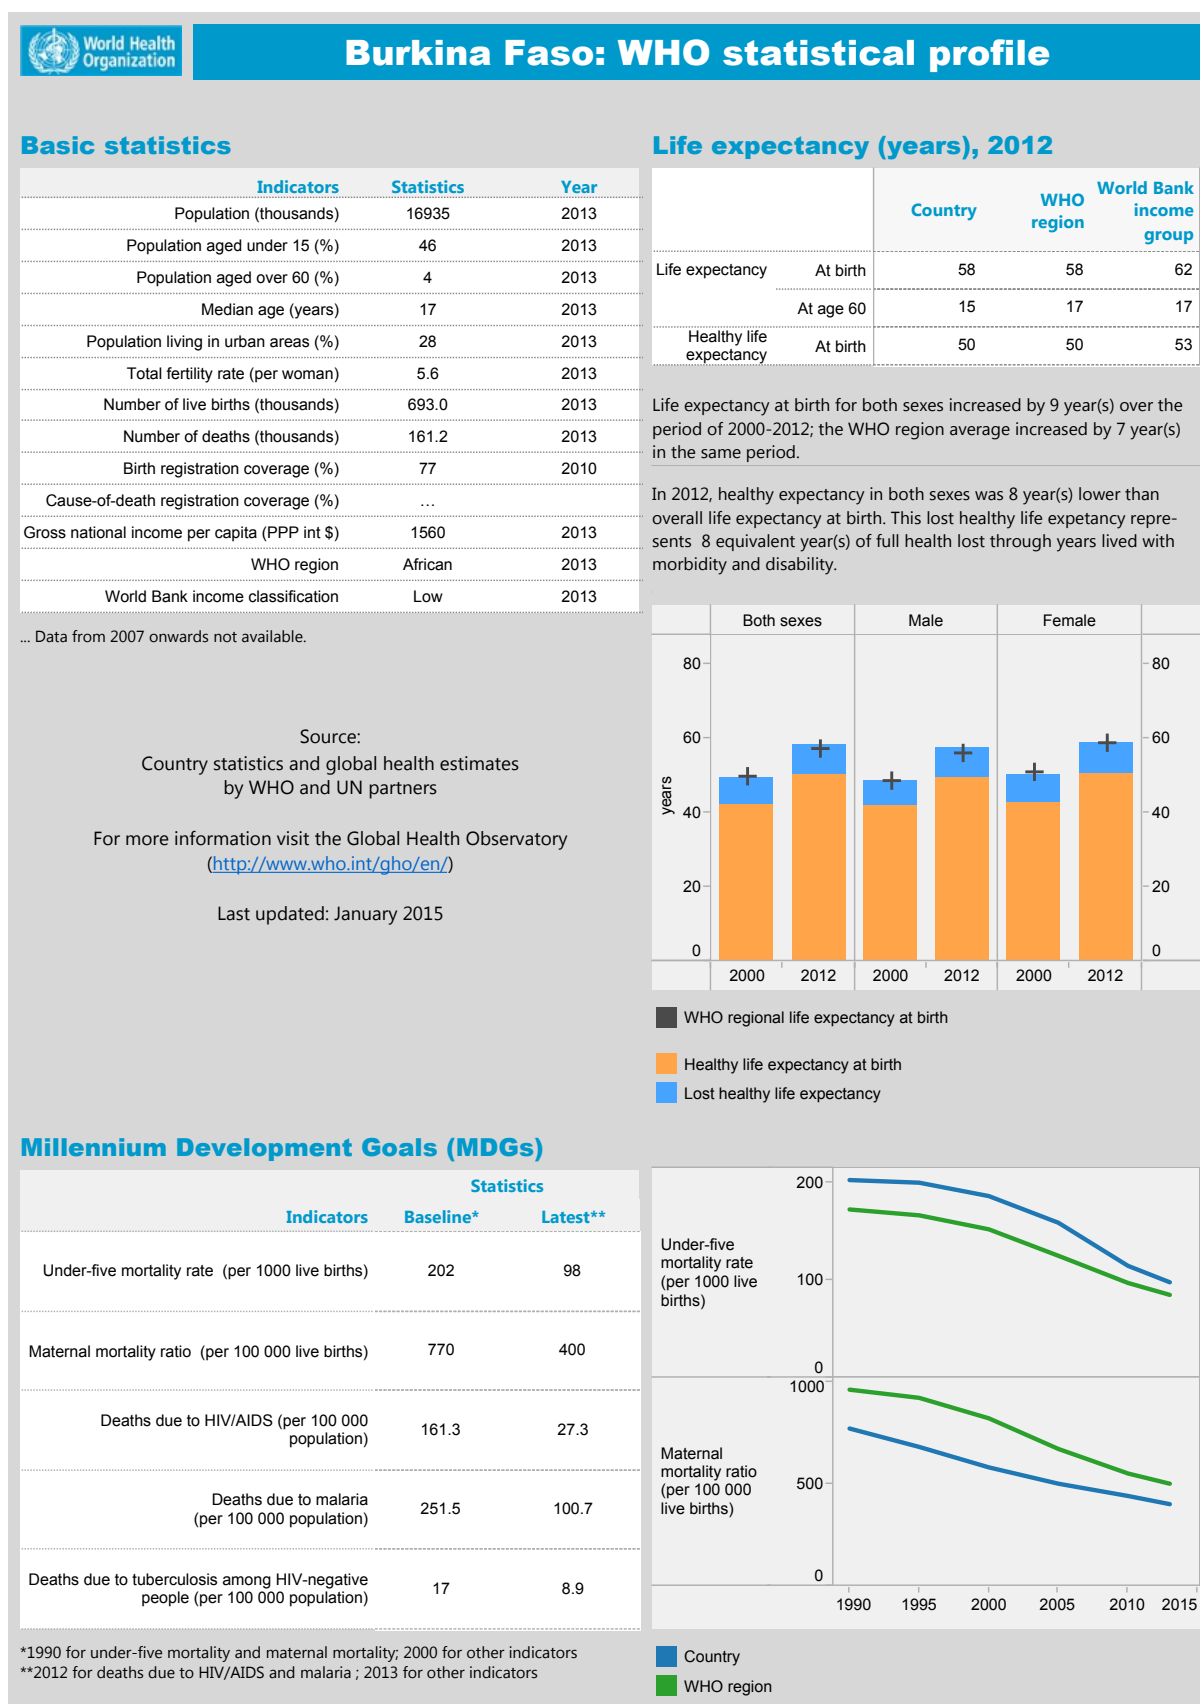 World Health
Organization
Burkina Faso: WHO statistical profile
Basic statistics
Indicators Statistics Year
Population (thousands) 16935 2013
Population aged under 15 (%) 46 2013
Population aged over 60 (%) 4 2013
Median age (years) 17 2013
Population living in urban areas (%) 28 2013
Total fertility rate (per woman) 5.6 2013
Number of live births (thousands) 693.0 2013
Number of deaths (thousands) 161.2 2013
Birth registration coverage (%) 77 2010
Cause-of-death registration coverage (%) ...
Gross national income per capita (PPP int $) 1560 2013
WHO region African 2013
World Bank income classification Low 2013
... Data from 2007 onwards not available.
Source:
Country statistics and global health estimates
by WHO and UN partners
For more information visit the Global Health Observatory
(http://www.who.int/gho/en/)
Last updated: January 2015
Life expectancy (years), 2012
Country
WHO
region
World Bank
income
group
Life expectancy At birth 58 58 62
At age 60 15 17 17
Healthy life
expectancy At birth 50 50 53
Life expectancy at birth for both sexes increased by 9 year(s) over the
period of 2000-2012; the WHO region average increased by 7 year(s)
in the same period.
In 2012, healthy expectancy in both sexes was 8 year(s) lower than
overall life expectancy at birth. This lost healthy life expetancy repre-
sents 8 equivalent year(s) of full health lost through years lived with
morbidity and disability.
Both sexes Male Female
80 80
60 60
years
40 40
20 20
0 0
2000 2012 2000 2012 2000 2012
WHO regional life expectancy at birth
Healthy life expectancy at birth
Lost healthy life expectancy
Millennium Development Goals (MDGs)
Statistics
Indicators Baseline* Latest**
Under-five mortality rate (per 1000 live births) 202 98
Maternal mortality ratio (per 100 000 live births) 770 400
Deaths due to HIV/AIDS (per 100 000
population) 161.3 27.3
Deaths due to malaria
(per 100 000 population) 251.5 100.7
Deaths due to tuberculosis among HIV-negative
people (per 100 000 population) 17 8.9
*1990 for under-five mortality and maternal mortality; 2000 for other indicators
**2012 for deaths due to HIV/AIDS and malaria ; 2013 for other indicators
Under-five
mortality rate
(per 1000 live
births)
200
100
0
Maternal
mortality ratio
(per 100 000
live births)
1000
500
0
1990 1995 2000 2005 2010 2015
Country
WHO region